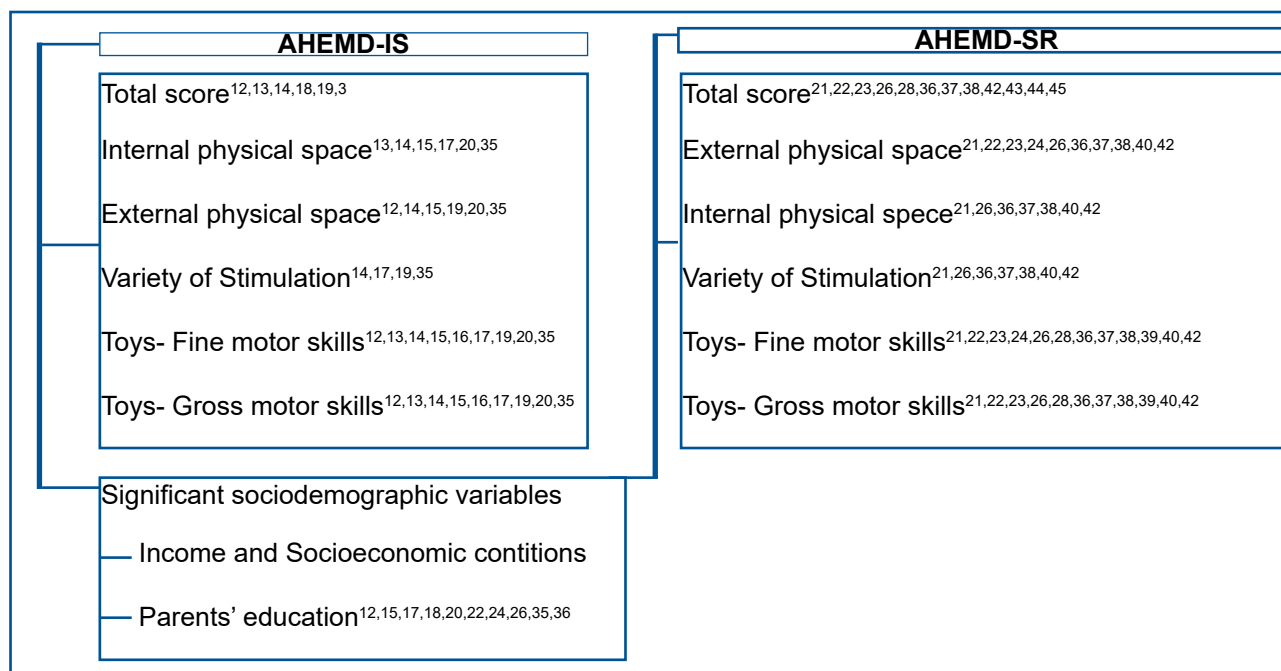 AHEMD-IS
Total score12,13,14,18,19,3
Internal physical space13,14,15,17,20,35
External physical space12,14,15,19,20,35
Variety of Stimulation14,17,19,35
Toys- Fine motor skills12,13,14,15,16,17,19,20,35
Toys- Gross motor skills12,13,14,15,16,17,19,20,35
Significant sociodemographic variables
Income and Socioeconomic contitions
Parents’ education12,15,17,18,20,22,24,26,35,36
AHEMD-SR
Total score21,22,23,26,28,36,37,38,42,43,44,45
External physical space21,22,23,24,26,36,37,38,40,42
Internal physical spece21,26,36,37,38,40,42
Variety of Stimulation21,26,36,37,38,40,42
Toys- Fine motor skills21,22,23,24,26,28,36,37,38,39,40,42
Toys- Gross motor skills21,22,23,26,28,36,37,38,39,40,42